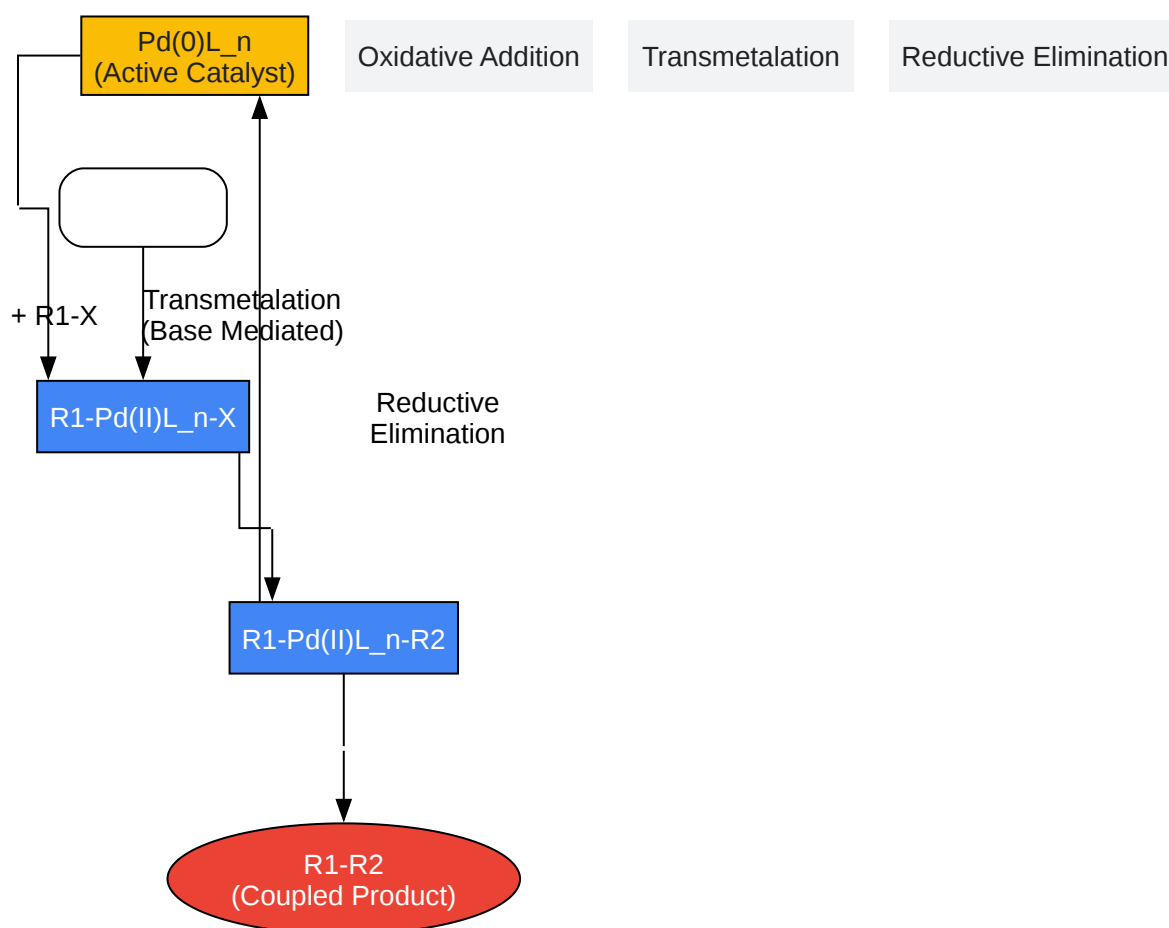 Pd(0)L_n
(Active Catalyst)
Oxidative Addition
Transmetalation
Reductive Elimination
+ R1-X
Transmetalation
(Base Mediated)
R1-Pd(II)L_n-X
Reductive
Elimination
R1-Pd(II)L_n-R2
R1-R2
(Coupled Product)